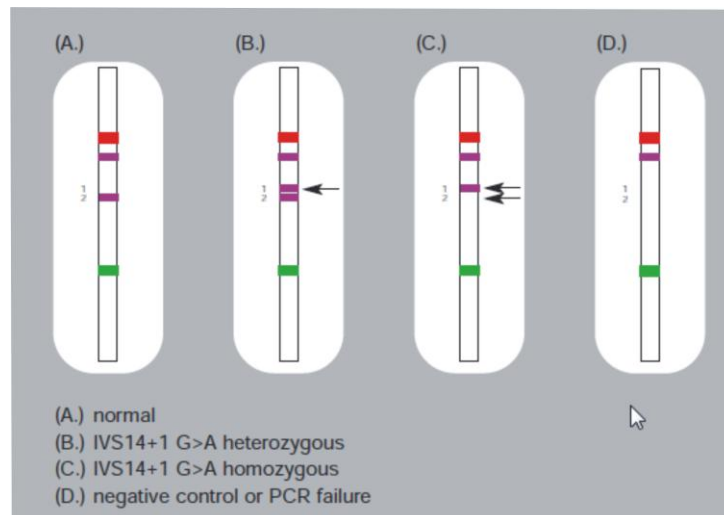 (A.) (B.) (C.) (D.)
1 1 1 1
2 2 2 2
(A.) normal
(B.) IVS14+1 G>A heterozygous
(C.) IVS14+1 G>A homozygous
(D.) negative control or PCR failure